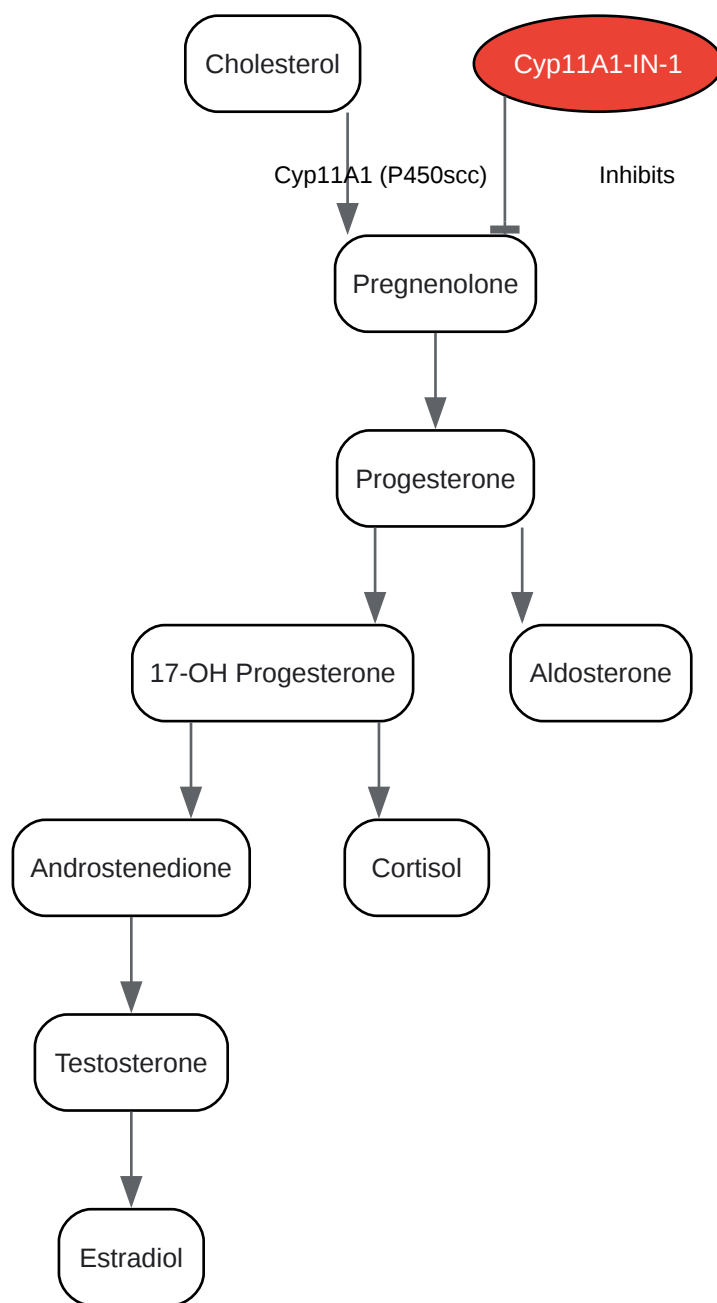 Cholesterol
Cyp11A1-IN-1
Cyp11A1 (P450scc)
Inhibits
Pregnenolone
Progesterone
17-OH Progesterone
Aldosterone
Androstenedione
Cortisol
Testosterone
Estradiol